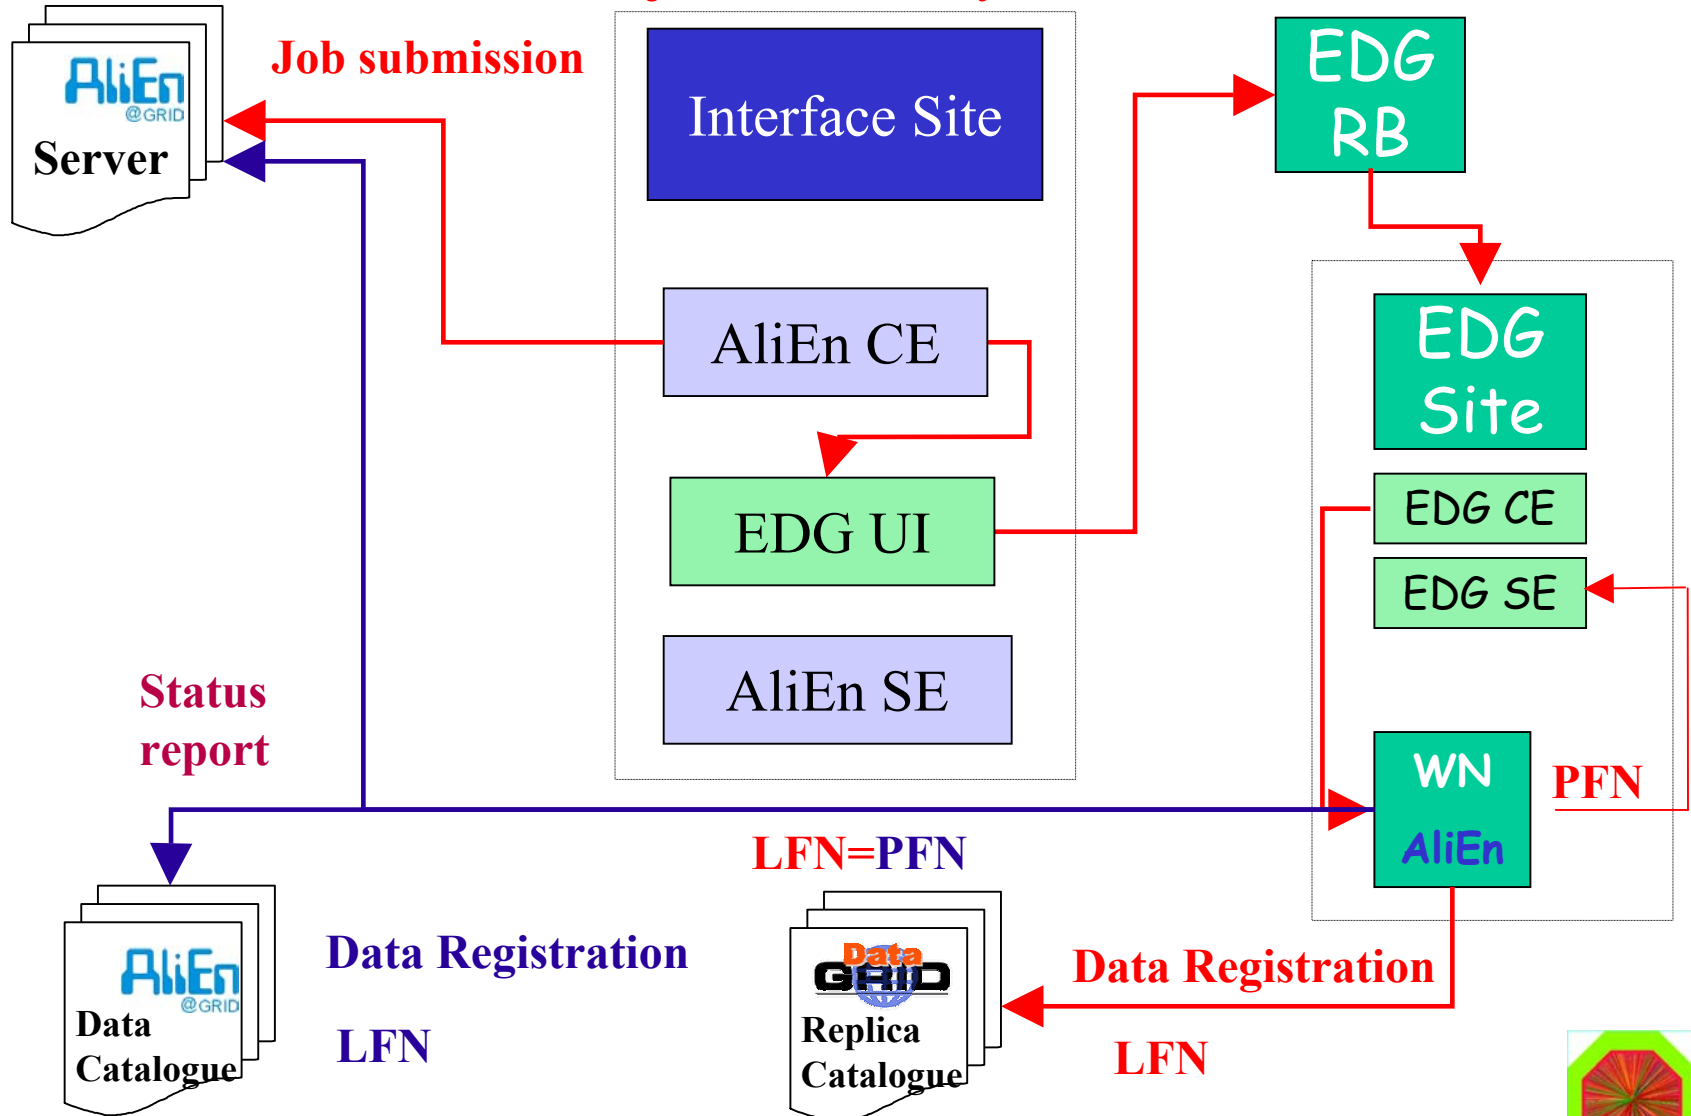 Job submission
AliEn
@GRID
Server
Interface Site
EDG
RB
AliEn CE
EDG
Site
EDG UI
EDG CE
EDG SE
AliEn SE
Status
report
WN
AliEn
PFN
LFN=PFN
AliEn
@GRID
Data
Catalogue
Data Registration
LFN
Data
GRID
Replica
Catalogue
Data Registration
LFN